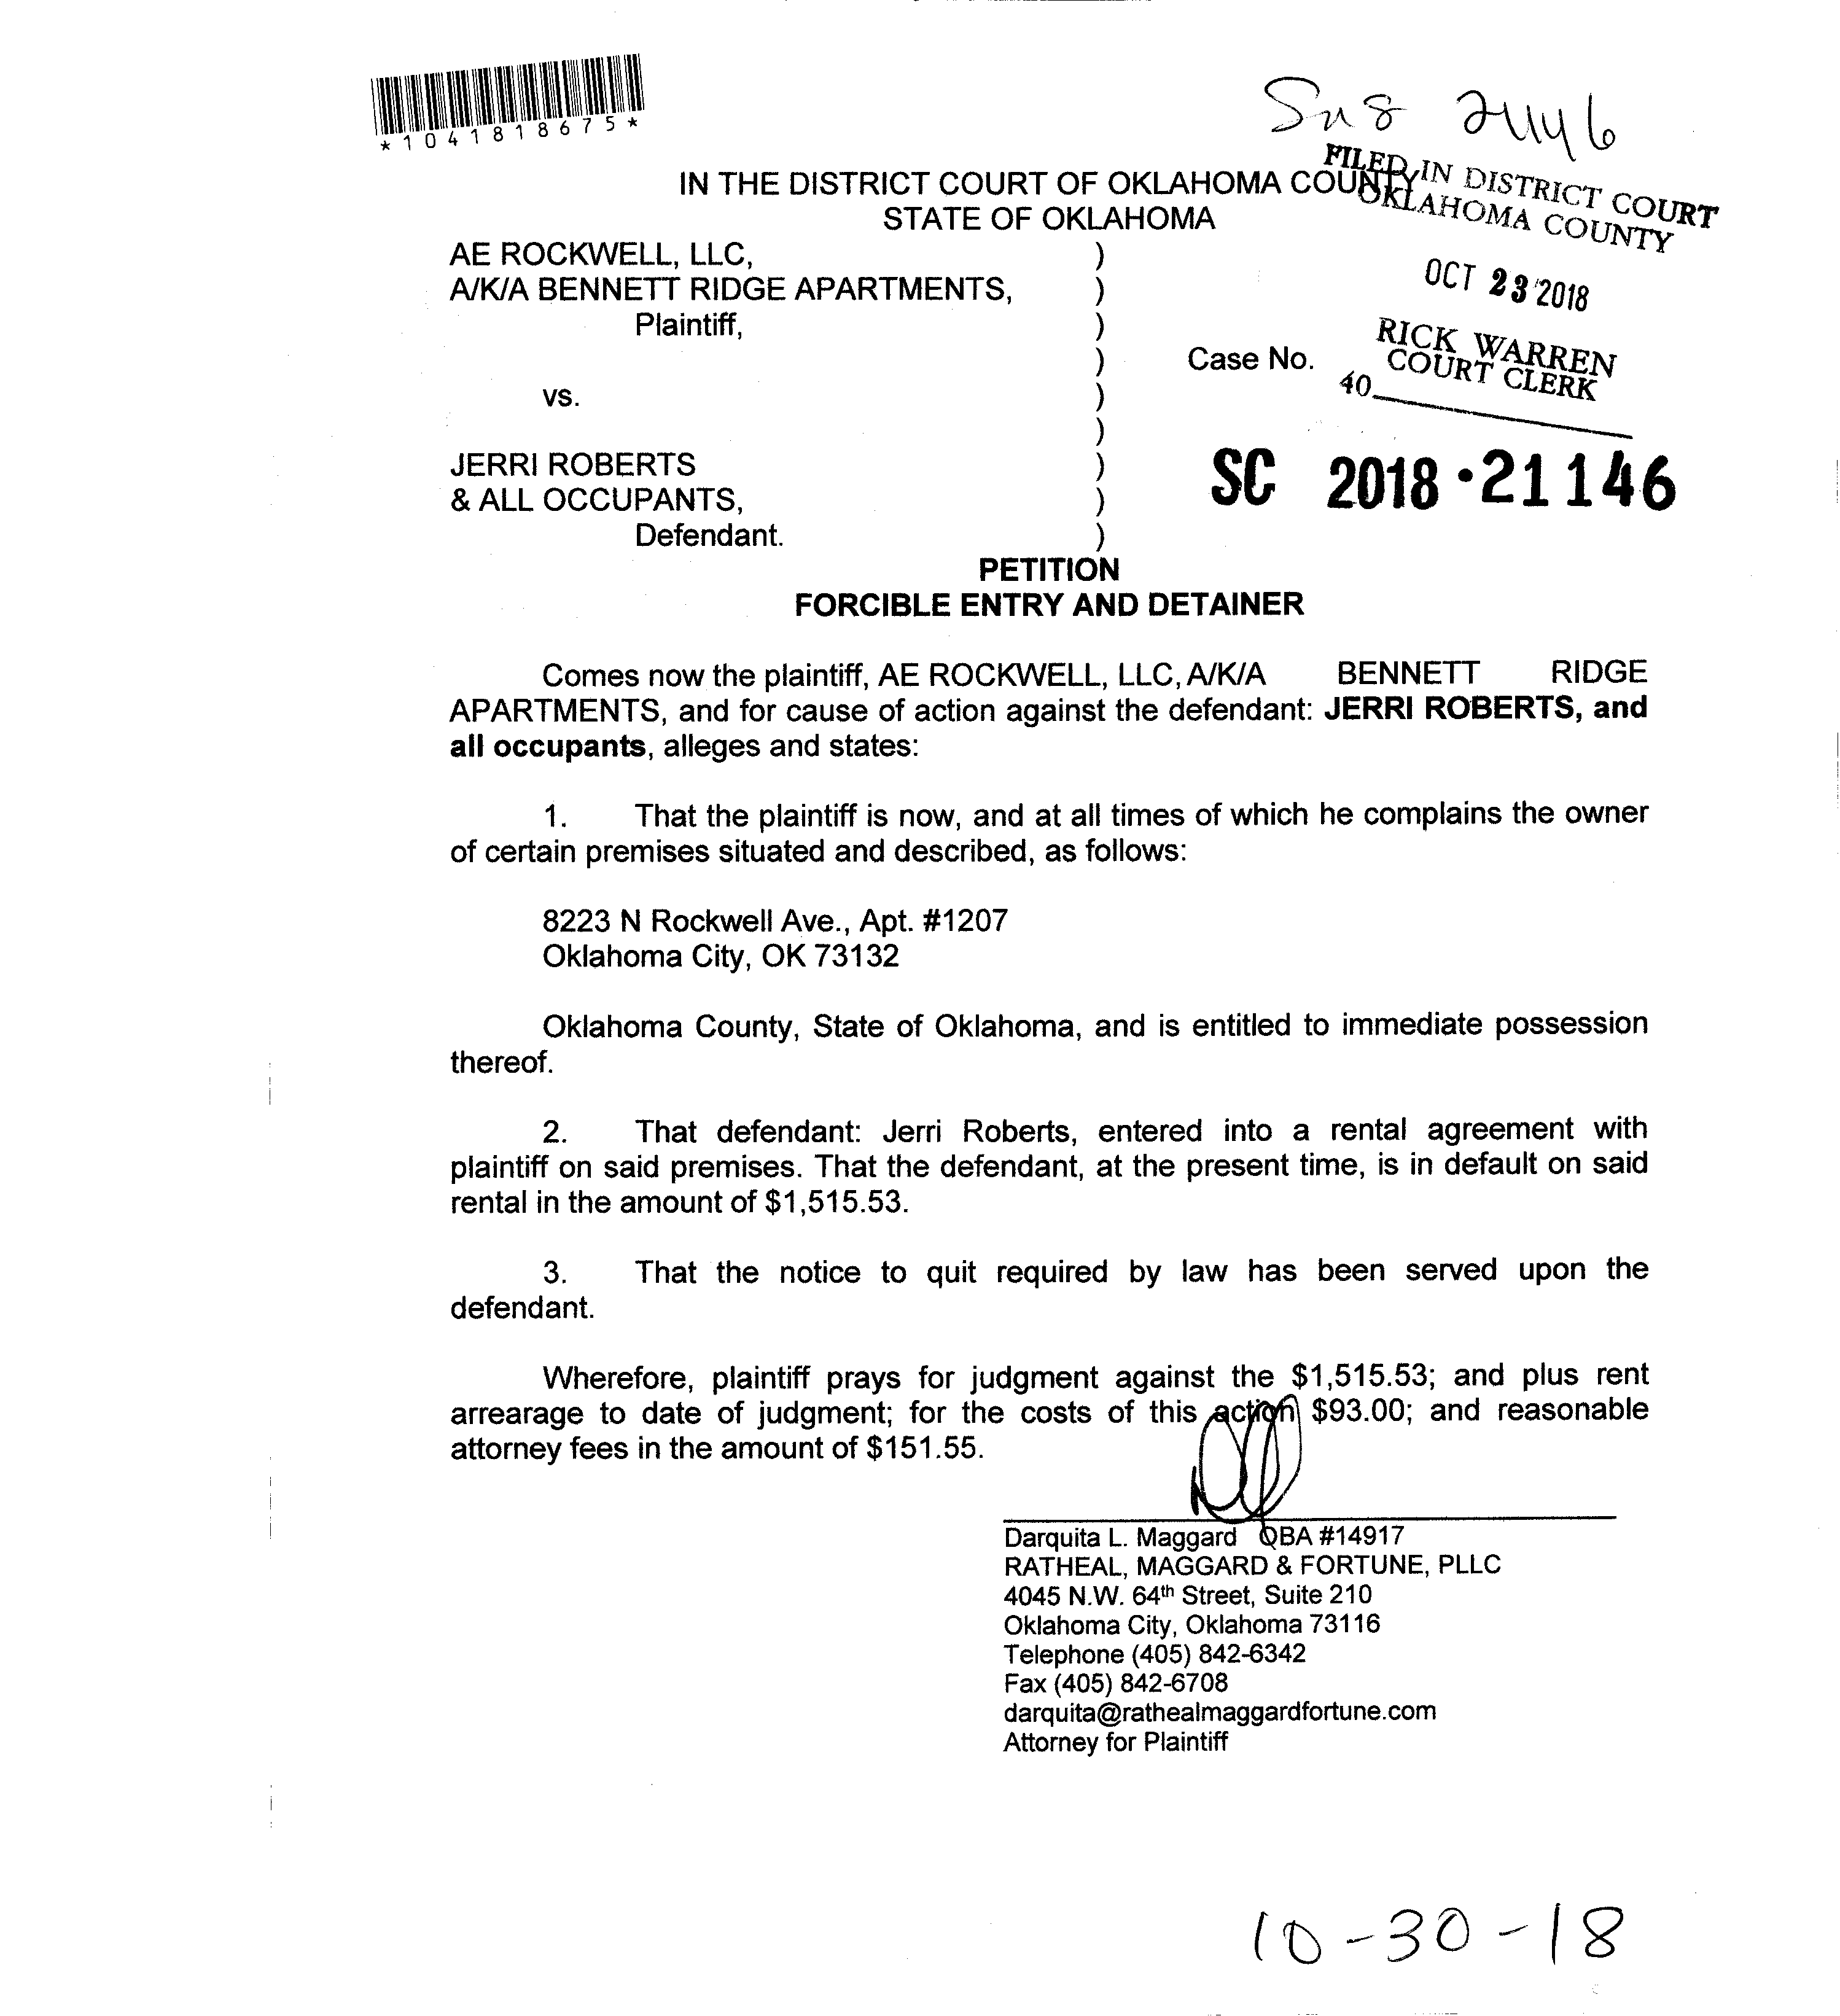 *1041818675*
21146
FILED IN DISTRICT COURT
OKLAHOMA COUNTY
IN THE DISTRICT COURT OF OKLAHOMA COUNTY
STATE OF OKLAHOMA
OCT 23 2018
RICK WARREN
COURT CLERK
40
AE ROCKWELL, LLC, )
A/K/A BENNETT RIDGE APARTMENTS, )
Plaintiff, )
) Case No.
vs. )
)
JERRI ROBERTS )
& ALL OCCUPANTS, )
Defendant. )
SC 2018 · 21146
PETITION
FORCIBLE ENTRY AND DETAINER
Comes now the plaintiff, AE ROCKWELL, LLC, A/K/A BENNETT RIDGE
APARTMENTS, and for cause of action against the defendant: JERRI ROBERTS, and
all occupants, alleges and states:
1. That the plaintiff is now, and at all times of which he complains the owner
of certain premises situated and described, as follows:
8223 N Rockwell Ave., Apt. #1207
Oklahoma City, OK 73132
Oklahoma County, State of Oklahoma, and is entitled to immediate possession
thereof.
2. That defendant: Jerri Roberts, entered into a rental agreement with
plaintiff on said premises. That the defendant, at the present time, is in default on said
rental in the amount of $1,515.53.
3. That the notice to quit required by law has been served upon the
defendant.
Wherefore, plaintiff prays for judgment against the $1,515.53; and plus rent
arrearage to date of judgment; for the costs of this action $93.00; and reasonable
attorney fees in the amount of $151.55.
Darquita L. Maggard OBA #14917
RATHEAL, MAGGARD & FORTUNE, PLLC
4045 N.W. 64th Street, Suite 210
Oklahoma City, Oklahoma 73116
Telephone (405) 842-6342
Fax (405) 842-6708
darquita@rathealmaggardfortune.com
Attorney for Plaintiff
10-30-18